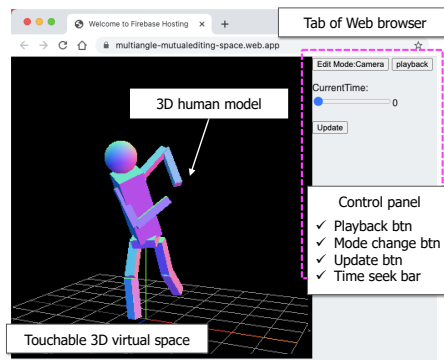 Welcome to Firebase Hosting
Tab of Web browser
multiangle-mutualediting-space.web.app
Edit Mode:Camera
playback
CurrentTime:
0
Update
3D human model
Control panel
✓ Playback btn
✓ Mode change btn
✓ Update btn
✓ Time seek bar
Touchable 3D virtual space